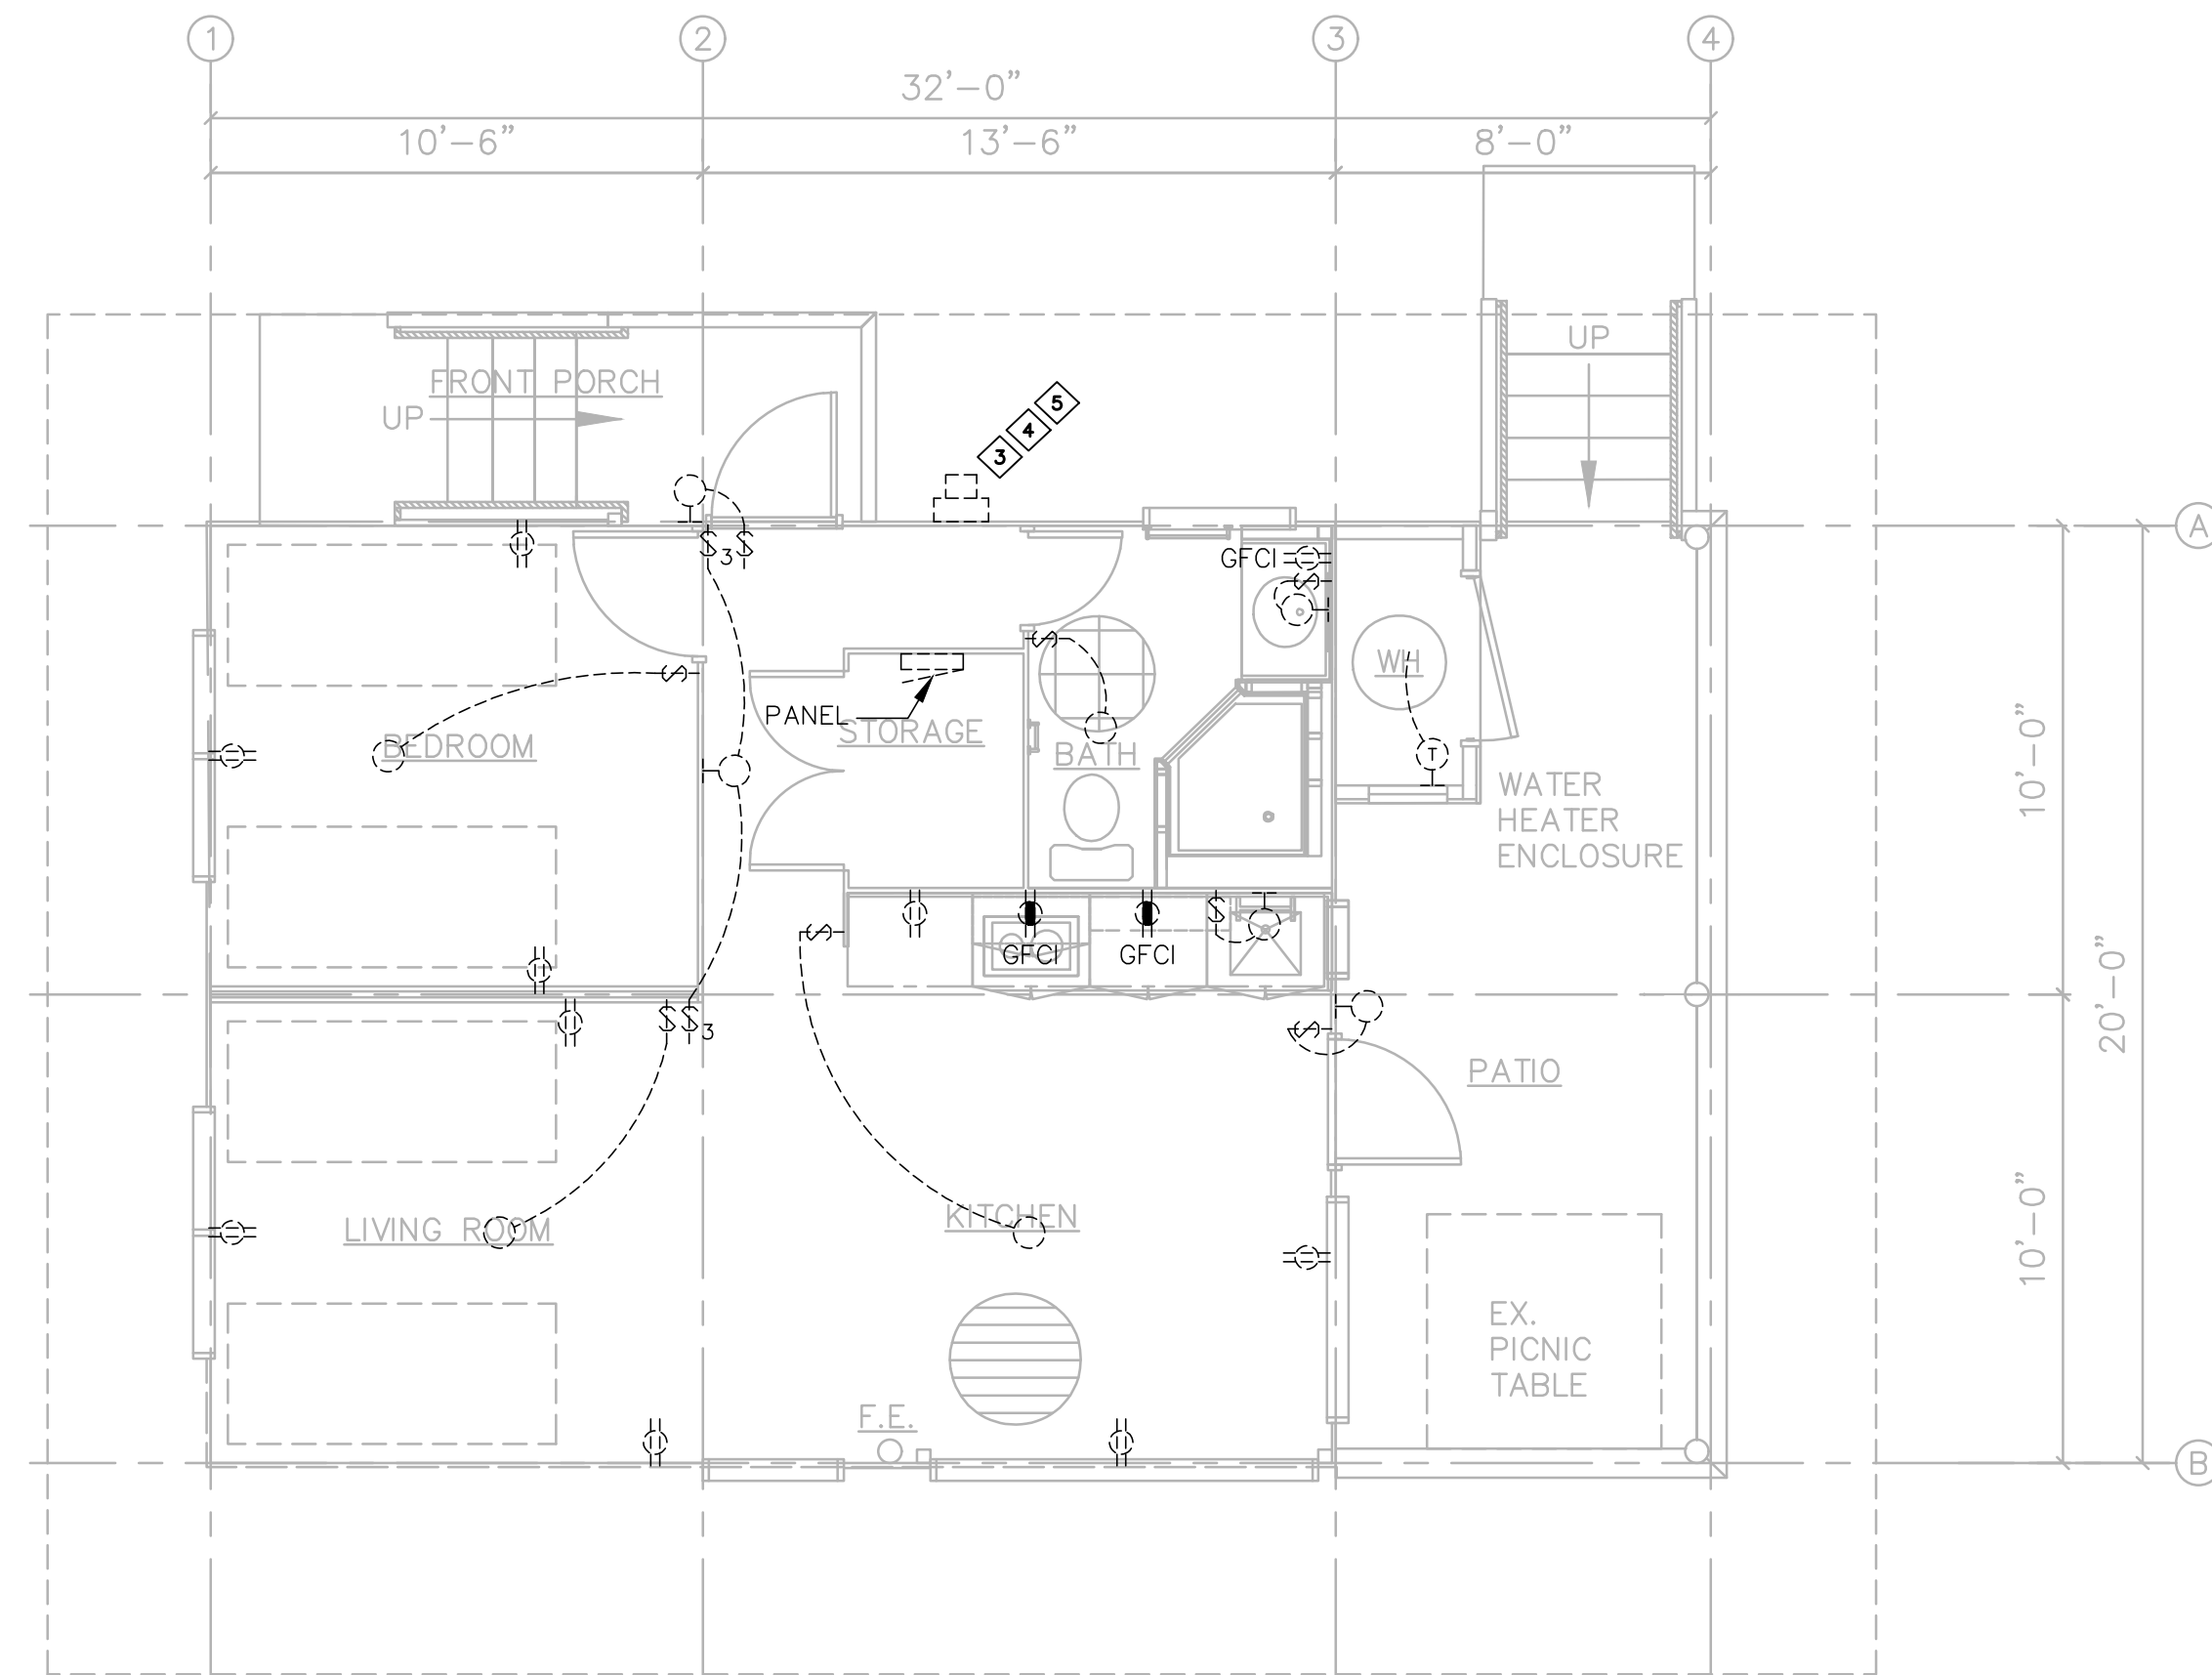 1 2 3 4
32'-0"
10'-6" 13'-6" 8'-0"
UP
FRONT PORCH
UP
5
4
3
A
$3 $
GFCI
$
$
$
WH
PANEL
STORAGE
BEDROOM
BATH
T
WATER
HEATER
ENCLOSURE
10'-0"
20'-0"
$
$
GFCI GFCI
$ $3
$
PATIO
10'-0"
LIVING ROOM
KITCHEN
EX.
PICNIC
TABLE
F.E.
B